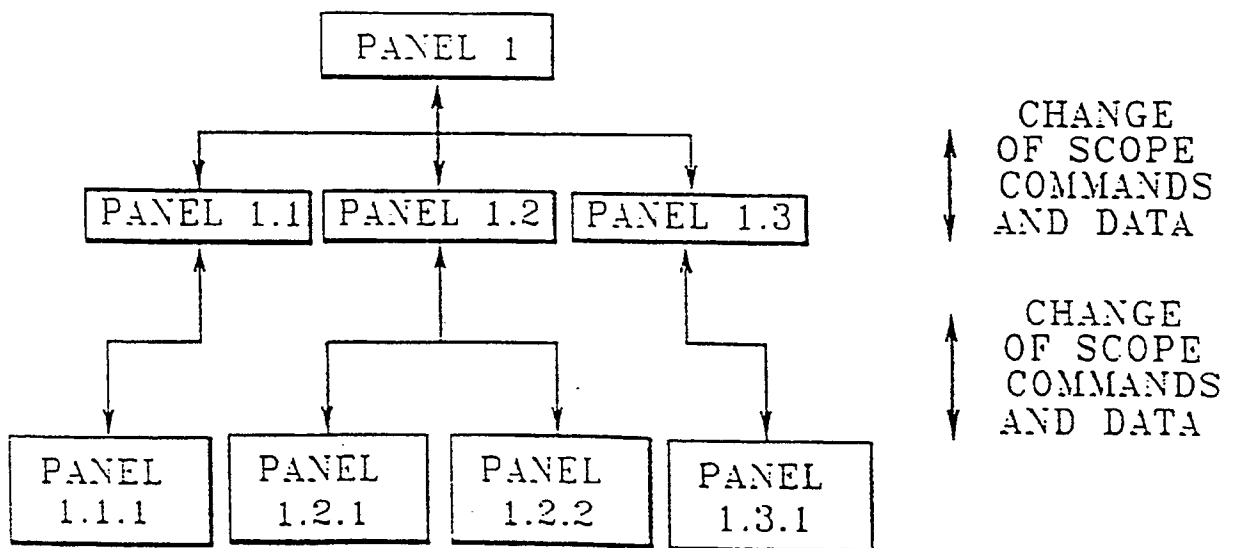 PANEL 1
CHANGE
OF SCOPE
COMMANDS
AND DATA
PANEL 1.1
PANEL 1.2
PANEL 1.3
CHANGE
OF SCOPE
COMMANDS
AND DATA
PANEL
1.1.1
PANEL
1.2.1
PANEL
1.2.2
PANEL
1.3.1